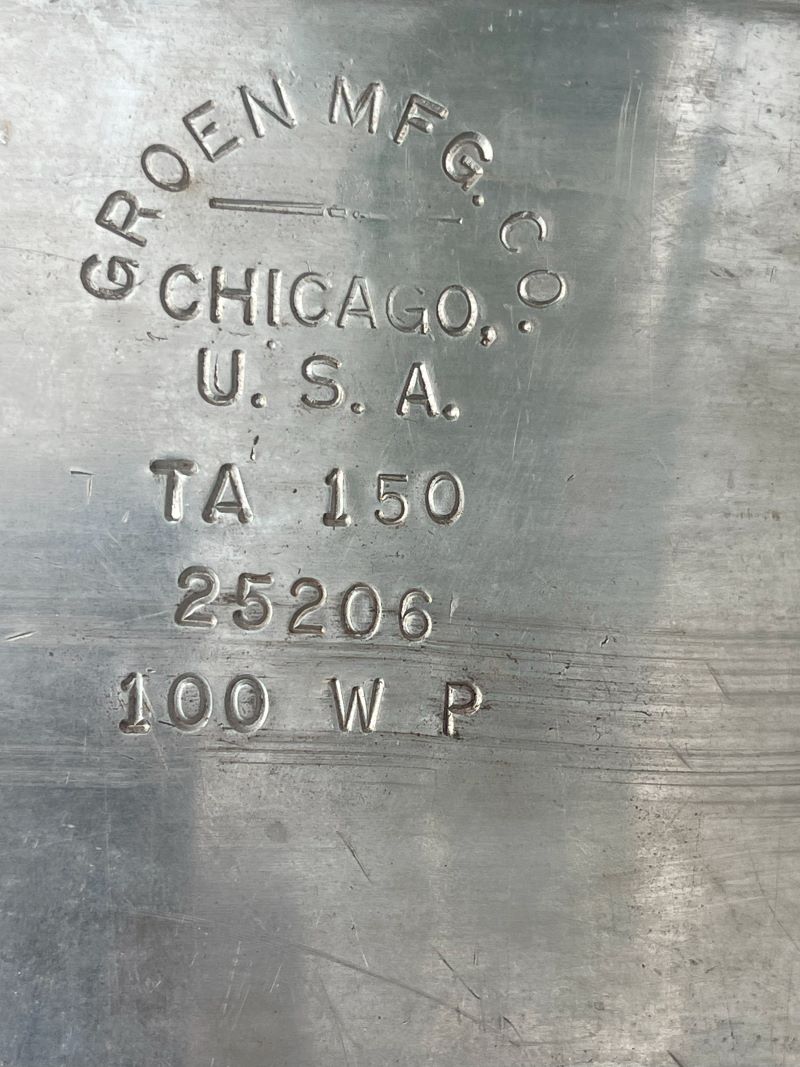 GROEN MFG. CO.
CHICAGO,
U. S. A.
TA 150
25206
100 W P